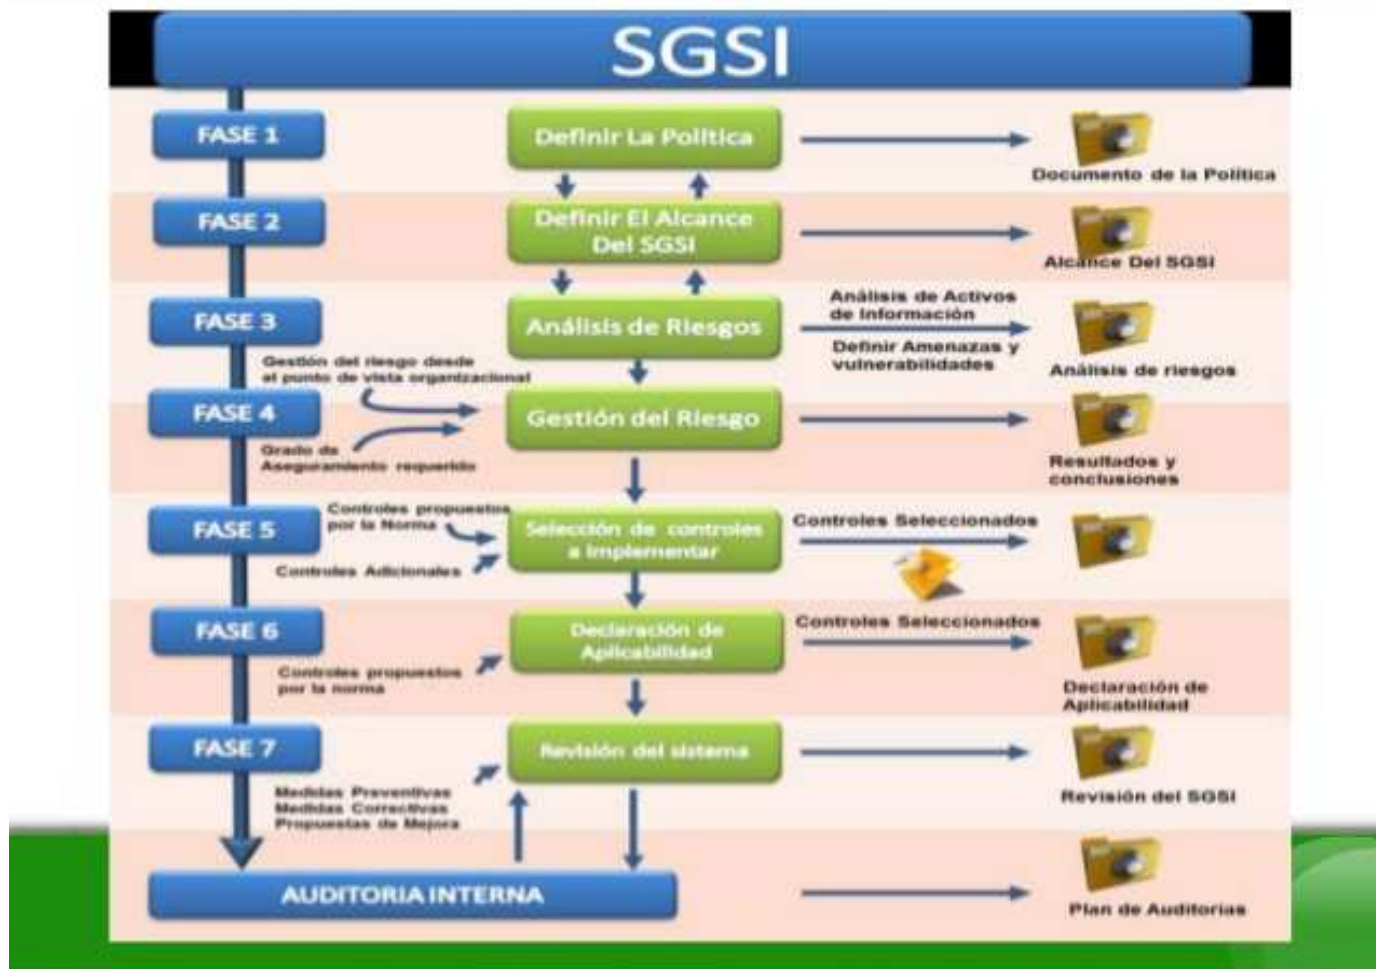 SGSI
FASE 1
Definir La Política
Documento de la Política
FASE 2
Definir El Alcance
Del SGSI
Alcance Del SGSI
FASE 3
Análisis de Riesgos
Análisis de Activos
de Información
Definir Amenazas y
vulnerabilidades
Análisis de riesgos
Gestión del riesgo desde
el punto de vista organizacional
FASE 4
Gestión del Riesgo
Grado de
Aseguramiento requerido
Resultados y
conclusiones
FASE 5
Controles propuestos
por la Norma
Controles Adicionales
Selección de controles
a implementar
Controles Seleccionados
FASE 6
Controles propuestos
por la norma
Declaración de
Aplicabilidad
Controles Seleccionados
Declaración de
Aplicabilidad
FASE 7
Revisión del sistema
Revisión del SGSI
Medidas Preventivas
Medidas Correctivas
Propuestas de Mejora
AUDITORIA INTERNA
Plan de Auditorias